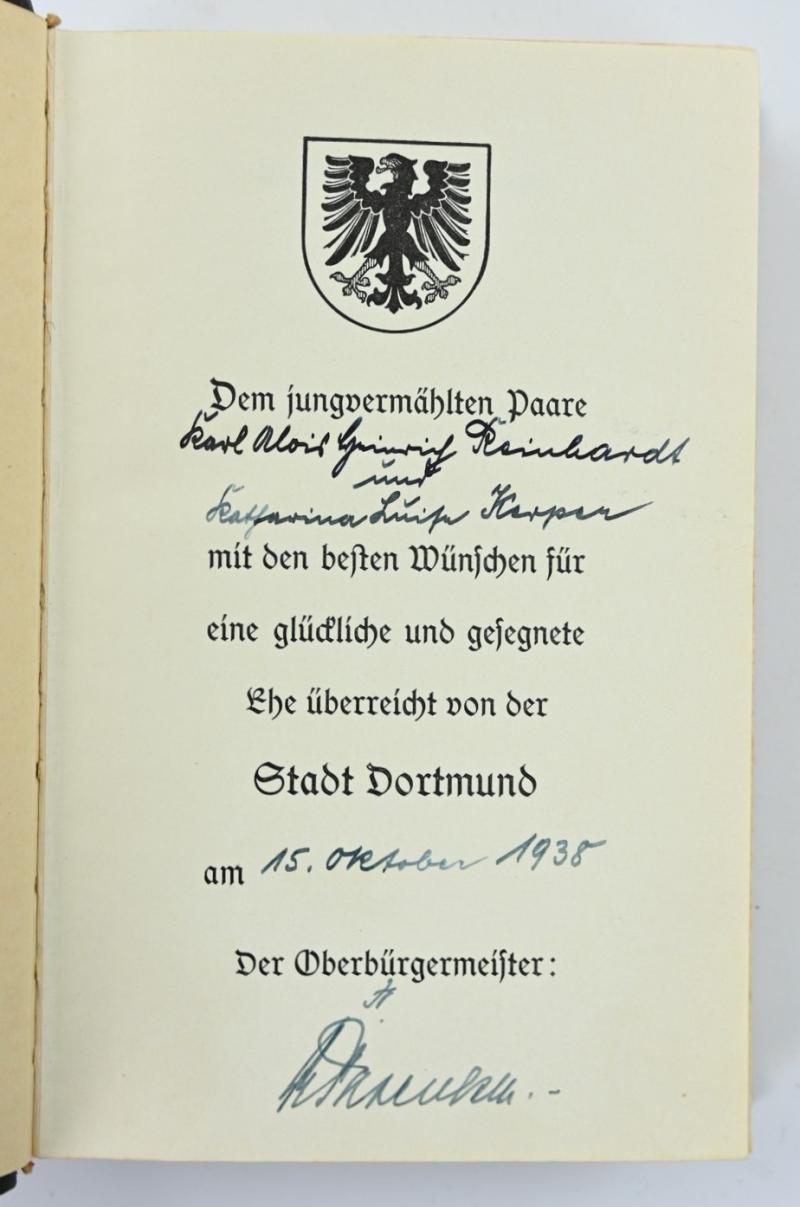 Dem jungvermählten Paare
Karl Alois Heinrich Reinhardt
und
Katharina Luise Kerper
mit den besten Wünschen für
eine glückliche und gesegnete
Ehe überreicht von der
Stadt Dortmund
am 15. Oktober 1938
Der Oberbürgermeister: